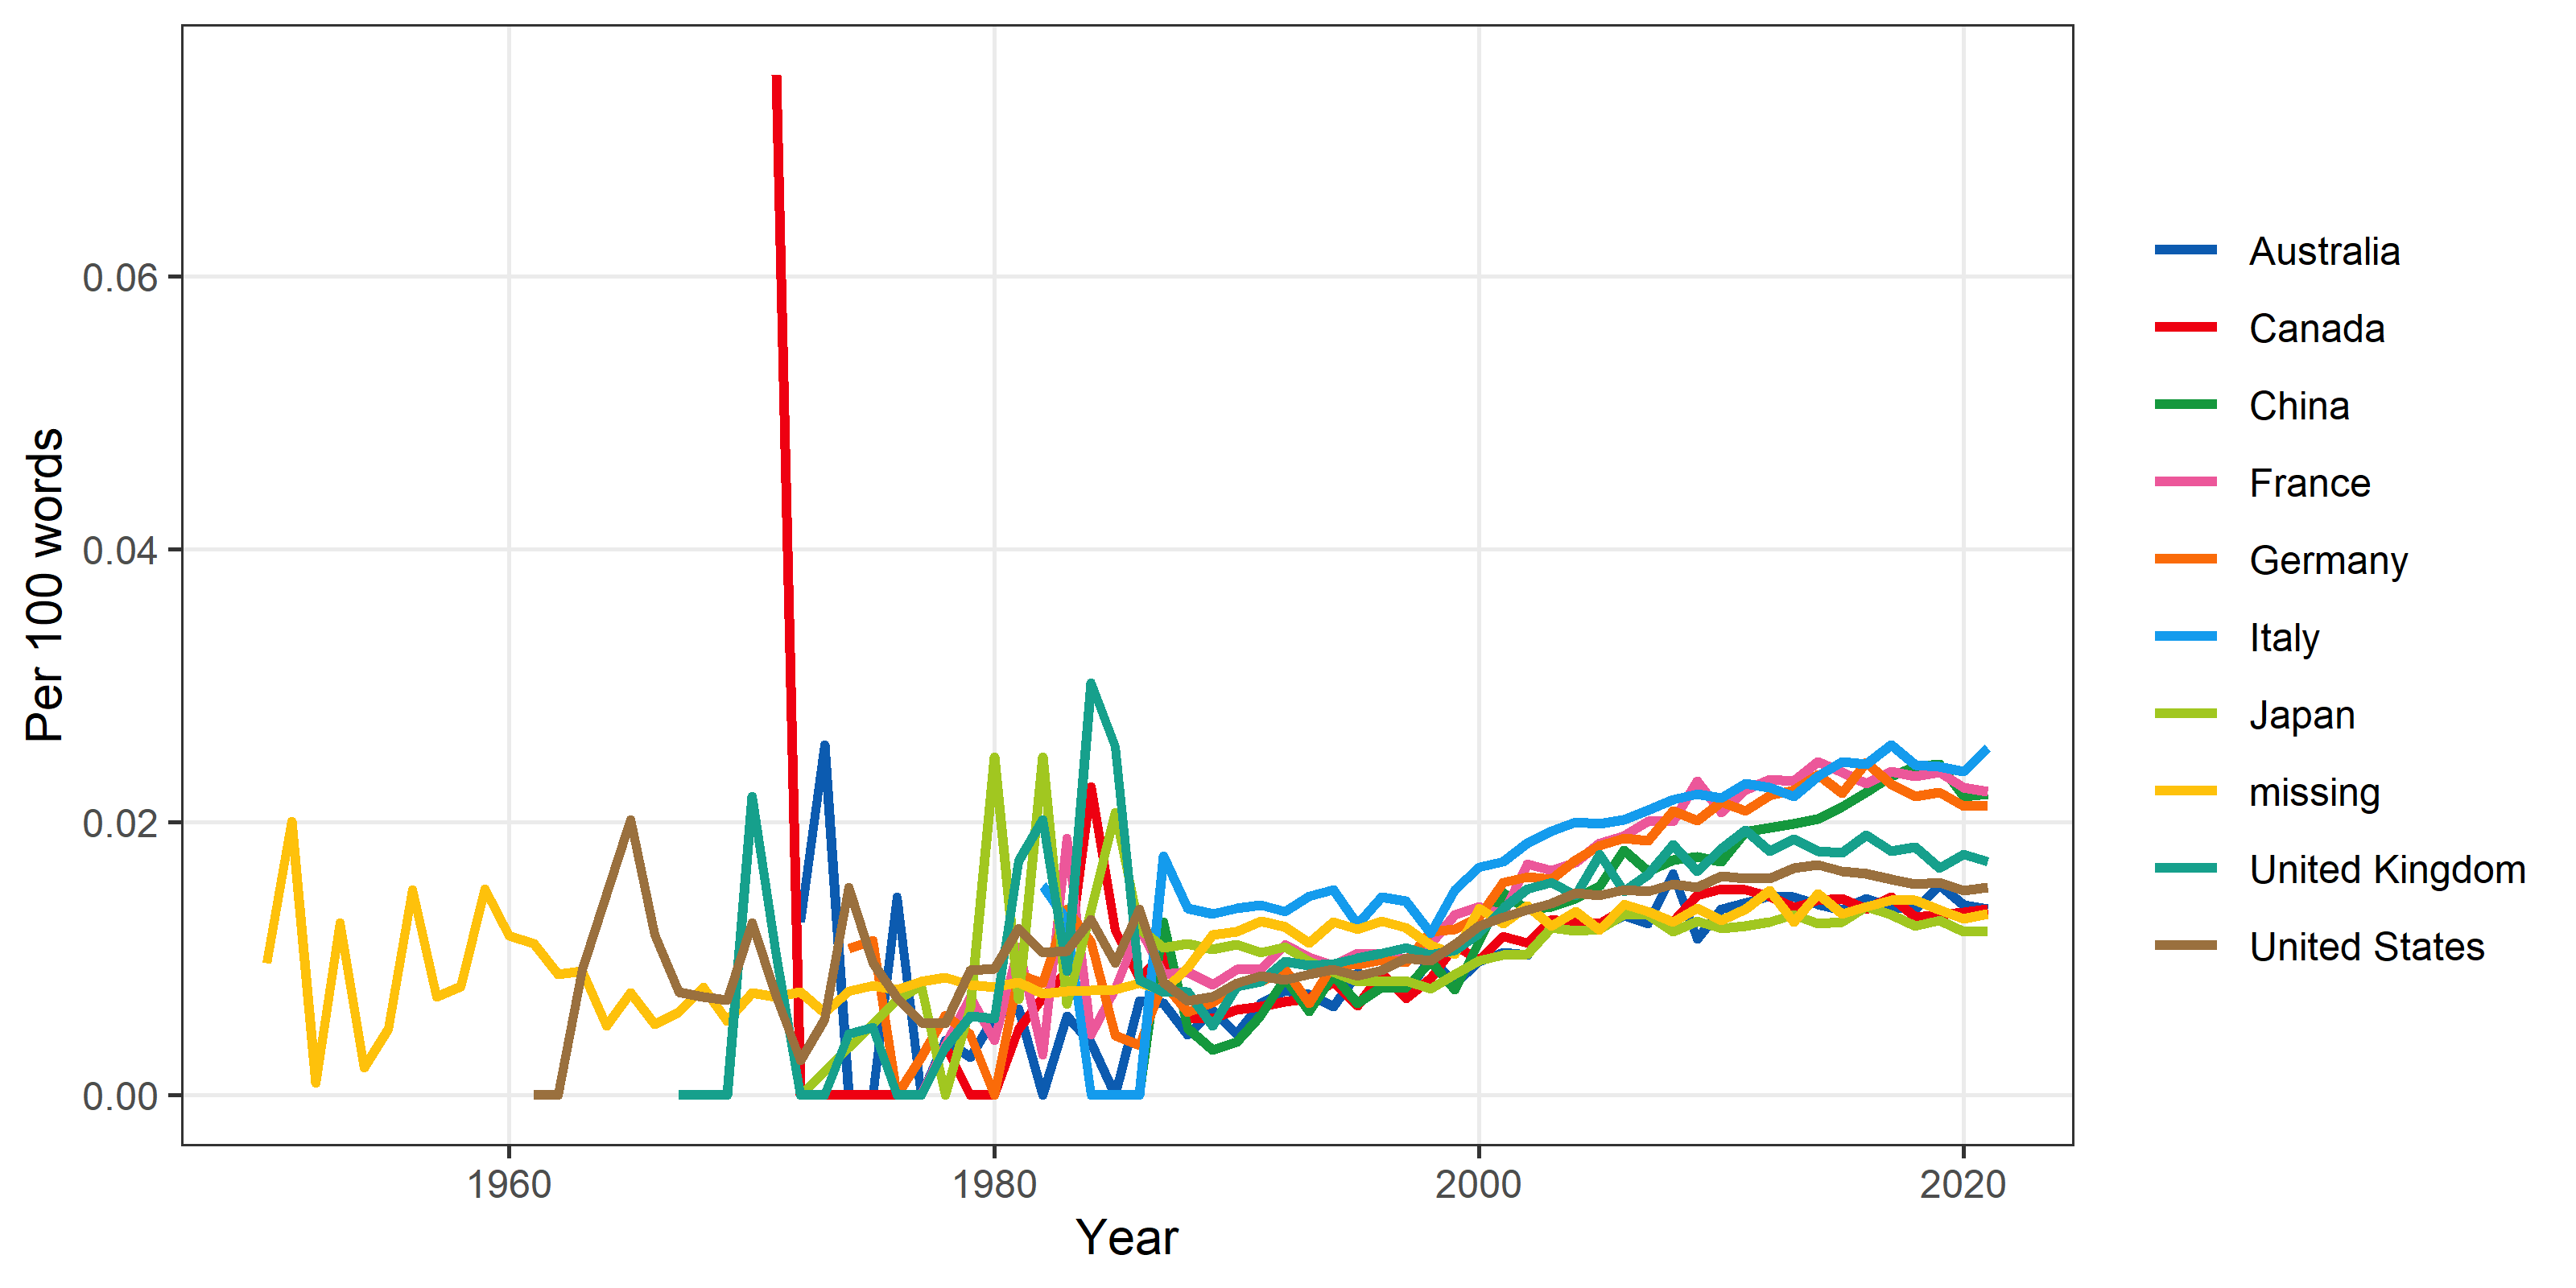 Per 100 words
0.06
0.04
0.02
0.00
1960
1980
2000
2020
Year
Australia
Canada
China
France
Germany
Italy
Japan
missing
United Kingdom
United States